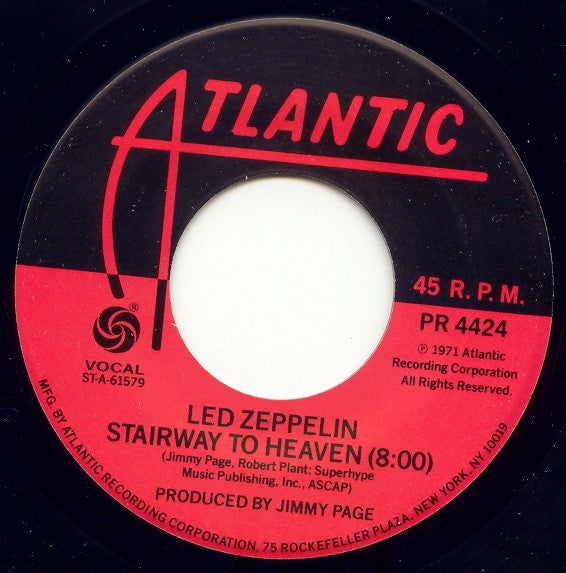 ATLANTIC
45 R. P. M.
PR 4424
℗ 1971 Atlantic
Recording Corporation
All Rights Reserved.
VOCAL
ST-A-61579
LED ZEPPELIN
STAIRWAY TO HEAVEN (8:00)
(Jimmy Page, Robert Plant; Superhype
Music Publishing, Inc., ASCAP)
PRODUCED BY JIMMY PAGE
MFG. BY ATLANTIC RECORDING CORPORATION, 75 ROCKEFELLER PLAZA, NEW YORK, NY 10019